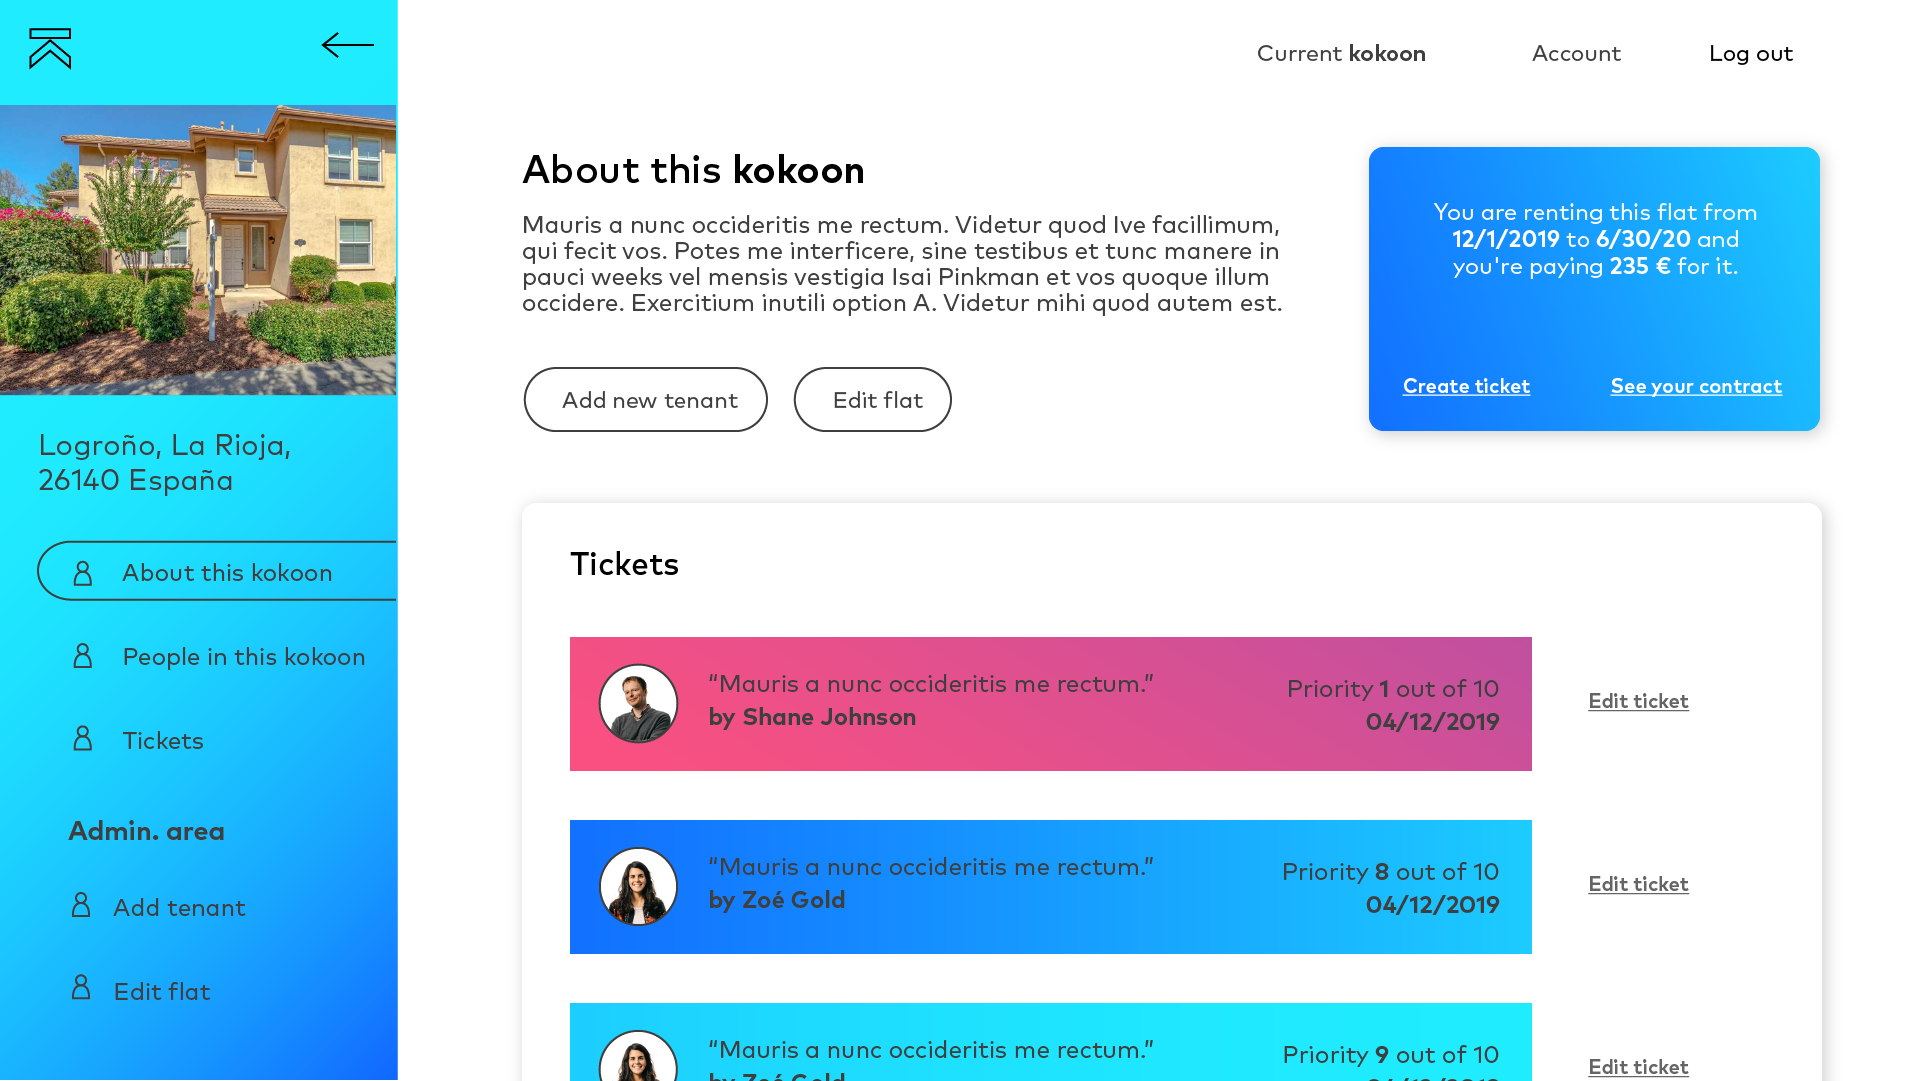 Current kokoon
Account
Log out
Logroño, La Rioja,
26140 España
About this kokoon
People in this kokoon
Tickets
Admin. area
Add tenant
Edit flat
About this kokoon
Mauris a nunc occideritis me rectum. Videtur quod Ive facillimum,
qui fecit vos. Potes me interficere, sine testibus et tunc manere in
pauci weeks vel mensis vestigia Isai Pinkman et vos quoque illum
occidere. Exercitium inutili option A. Videtur mihi quod autem est.
Add new tenant
Edit flat
You are renting this flat from
12/1/2019 to 6/30/20 and
you're paying 235 € for it.
Create ticket
See your contract
Tickets
“Mauris a nunc occideritis me rectum.”
by Shane Johnson
Priority 1 out of 10
04/12/2019
Edit ticket
“Mauris a nunc occideritis me rectum.”
by Zoé Gold
Priority 8 out of 10
04/12/2019
Edit ticket
“Mauris a nunc occideritis me rectum.”
by Zoé Gold
Priority 9 out of 10
04/12/2019
Edit ticket